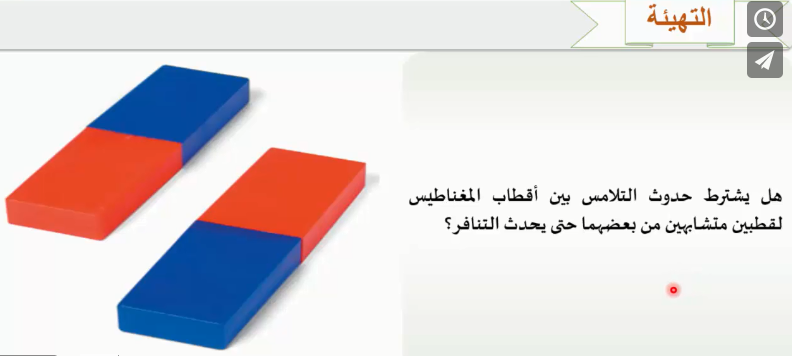 التهيئة
هل يشترط حدوث التلامس بين أقطاب المغناطيس
لقطبين متشابهين من بعضهما حتى يحدث التنافر؟